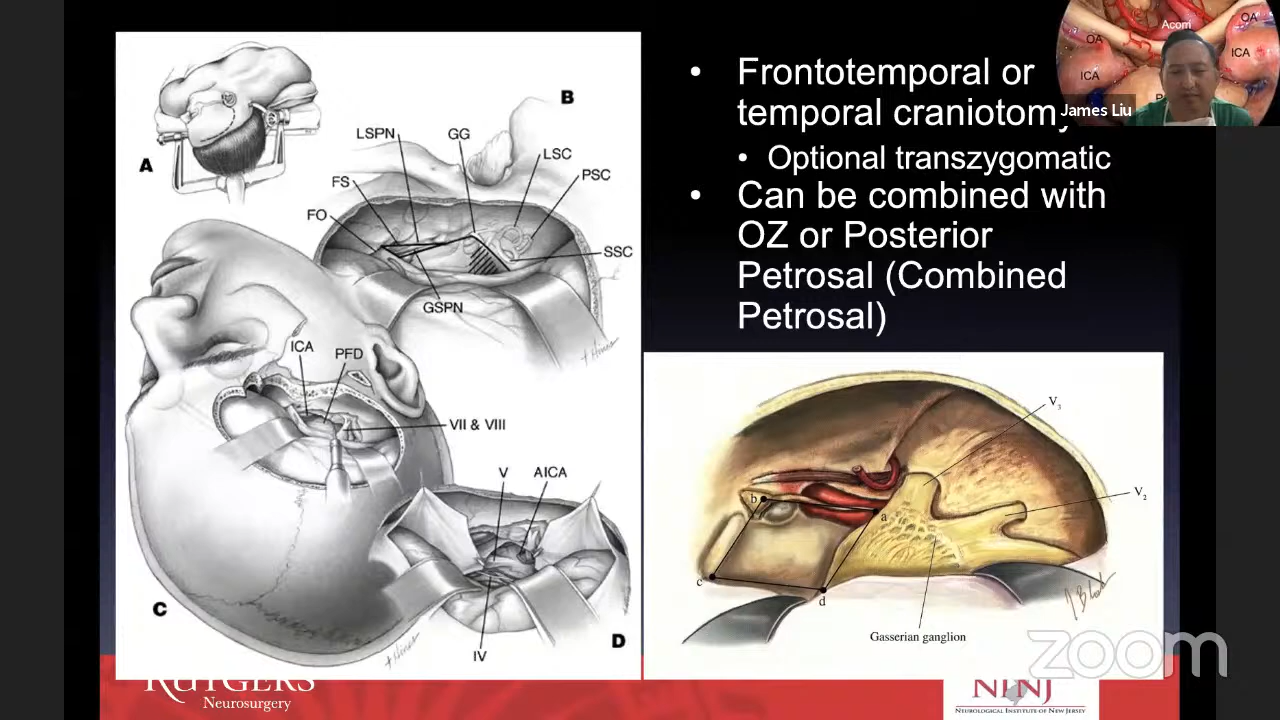 Frontotemporal or
temporal craniotomy
Optional transzygomatic
Can be combined with
OZ or Posterior
Petrosal (Combined
Petrosal)
Acorri
OA
OA
ICA
ICA
James Liu
A
B
LSPN
GG
LSC
PSC
FS
FO
SSC
GSPN
ICA
PFD
VII & VIII
V
AICA
C
D
IV
V3
V2
b
a
c
d
Gasserian ganglion
zoom
RUTGERS
Neurosurgery
NINJ
NEUROLOGICAL INSTITUTE OF NEW JERSEY